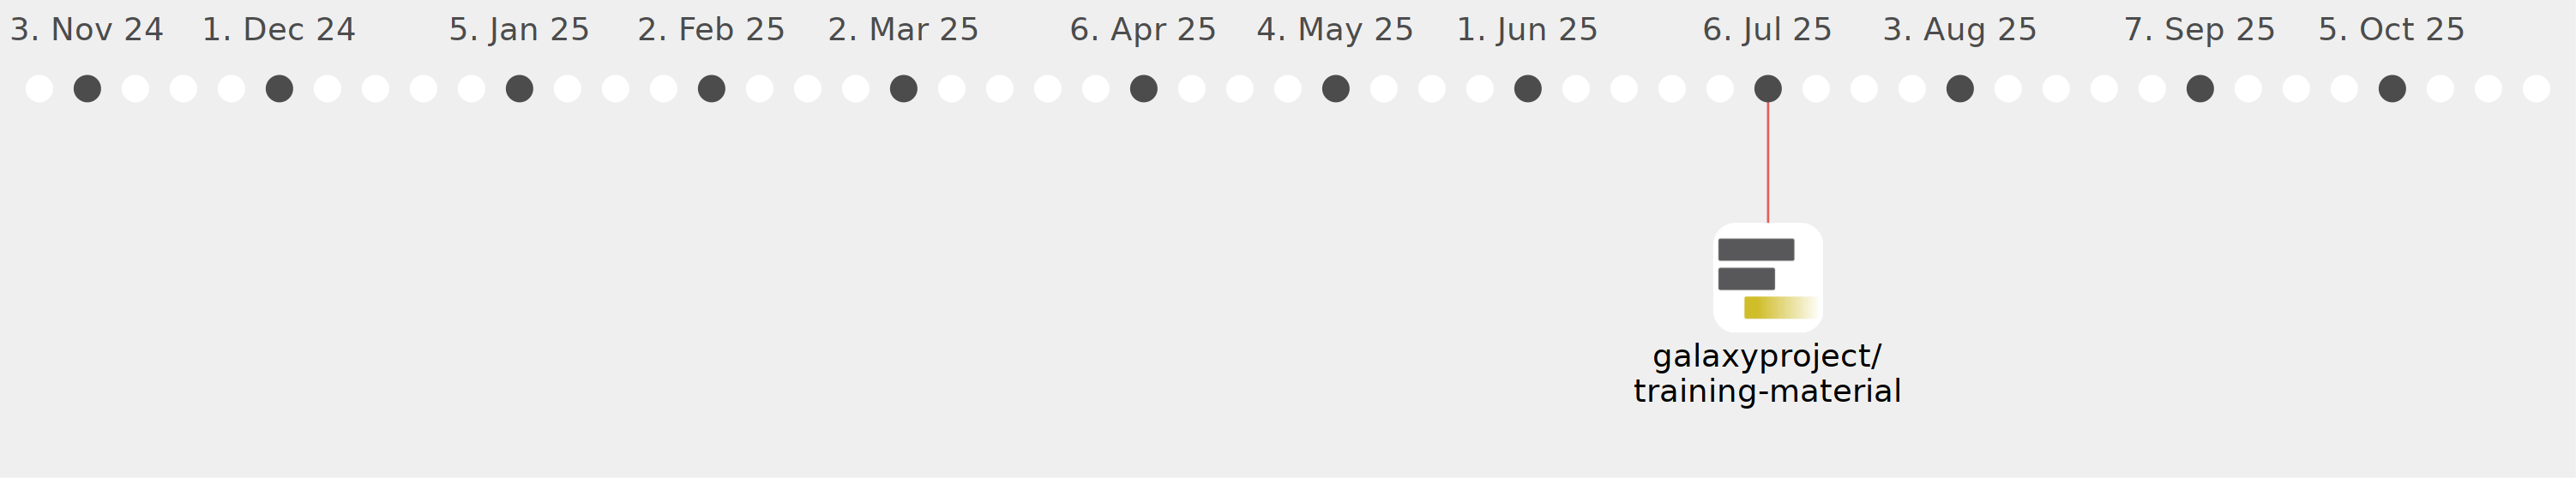 3. Nov 24 1. Dec 24 5. Jan 25 2. Feb 25 2. Mar 25 6. Apr 25 4. May 25 1. Jun 25 6. Jul 25 3. Aug 25 7. Sep 25 5. Oct 25
galaxyproject/
training-material